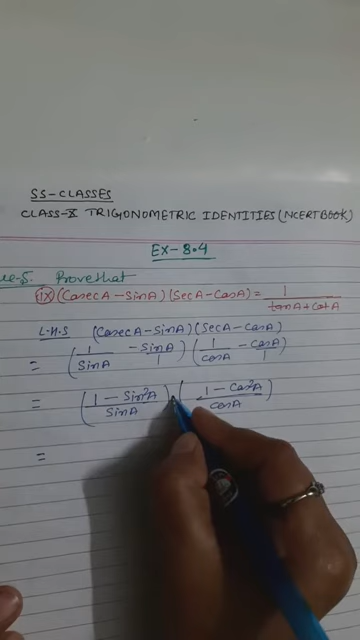 SS-CLASSES
CLASS-X TRIGONOMETRIC IDENTITIES (NCERT BOOK)
EX-8.4
ue-5. Prove that
(ix) (CosecA - SinA) (SecA - CosA) = 1/(tanA + CotA)
L.H.S (CosecA - SinA) (SecA - CosA)
= (1/SinA - SinA/1) (1/CosA - CosA/1)
= (1 - Sin²A/SinA) (1 - Cos²A/CosA)
=